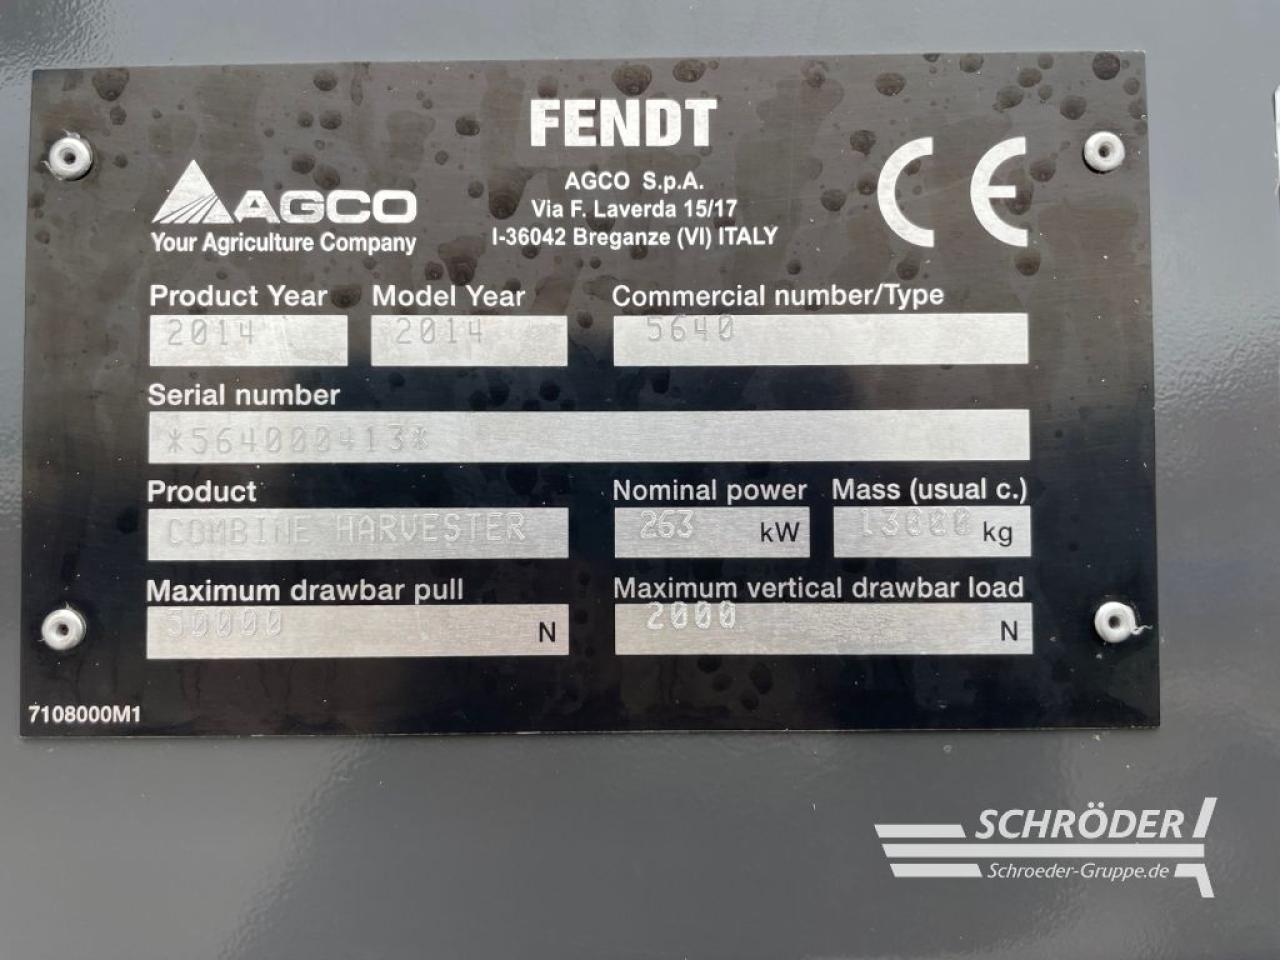 FENDT
AGCO
Your Agriculture Company
AGCO S.p.A.
Via F. Laverda 15/17
I-36042 Breganze (VI) ITALY
CE
Product Year Model Year Commercial number/Type
2014 2014 5640
Serial number
*564000413*
Product Nominal power Mass (usual c.)
COMBINE HARVESTER 263 kW 13000 kg
Maximum drawbar pull Maximum vertical drawbar load
30000 N 2000 N
7108000M1
SCHRÖDER
Schroeder-Gruppe.de